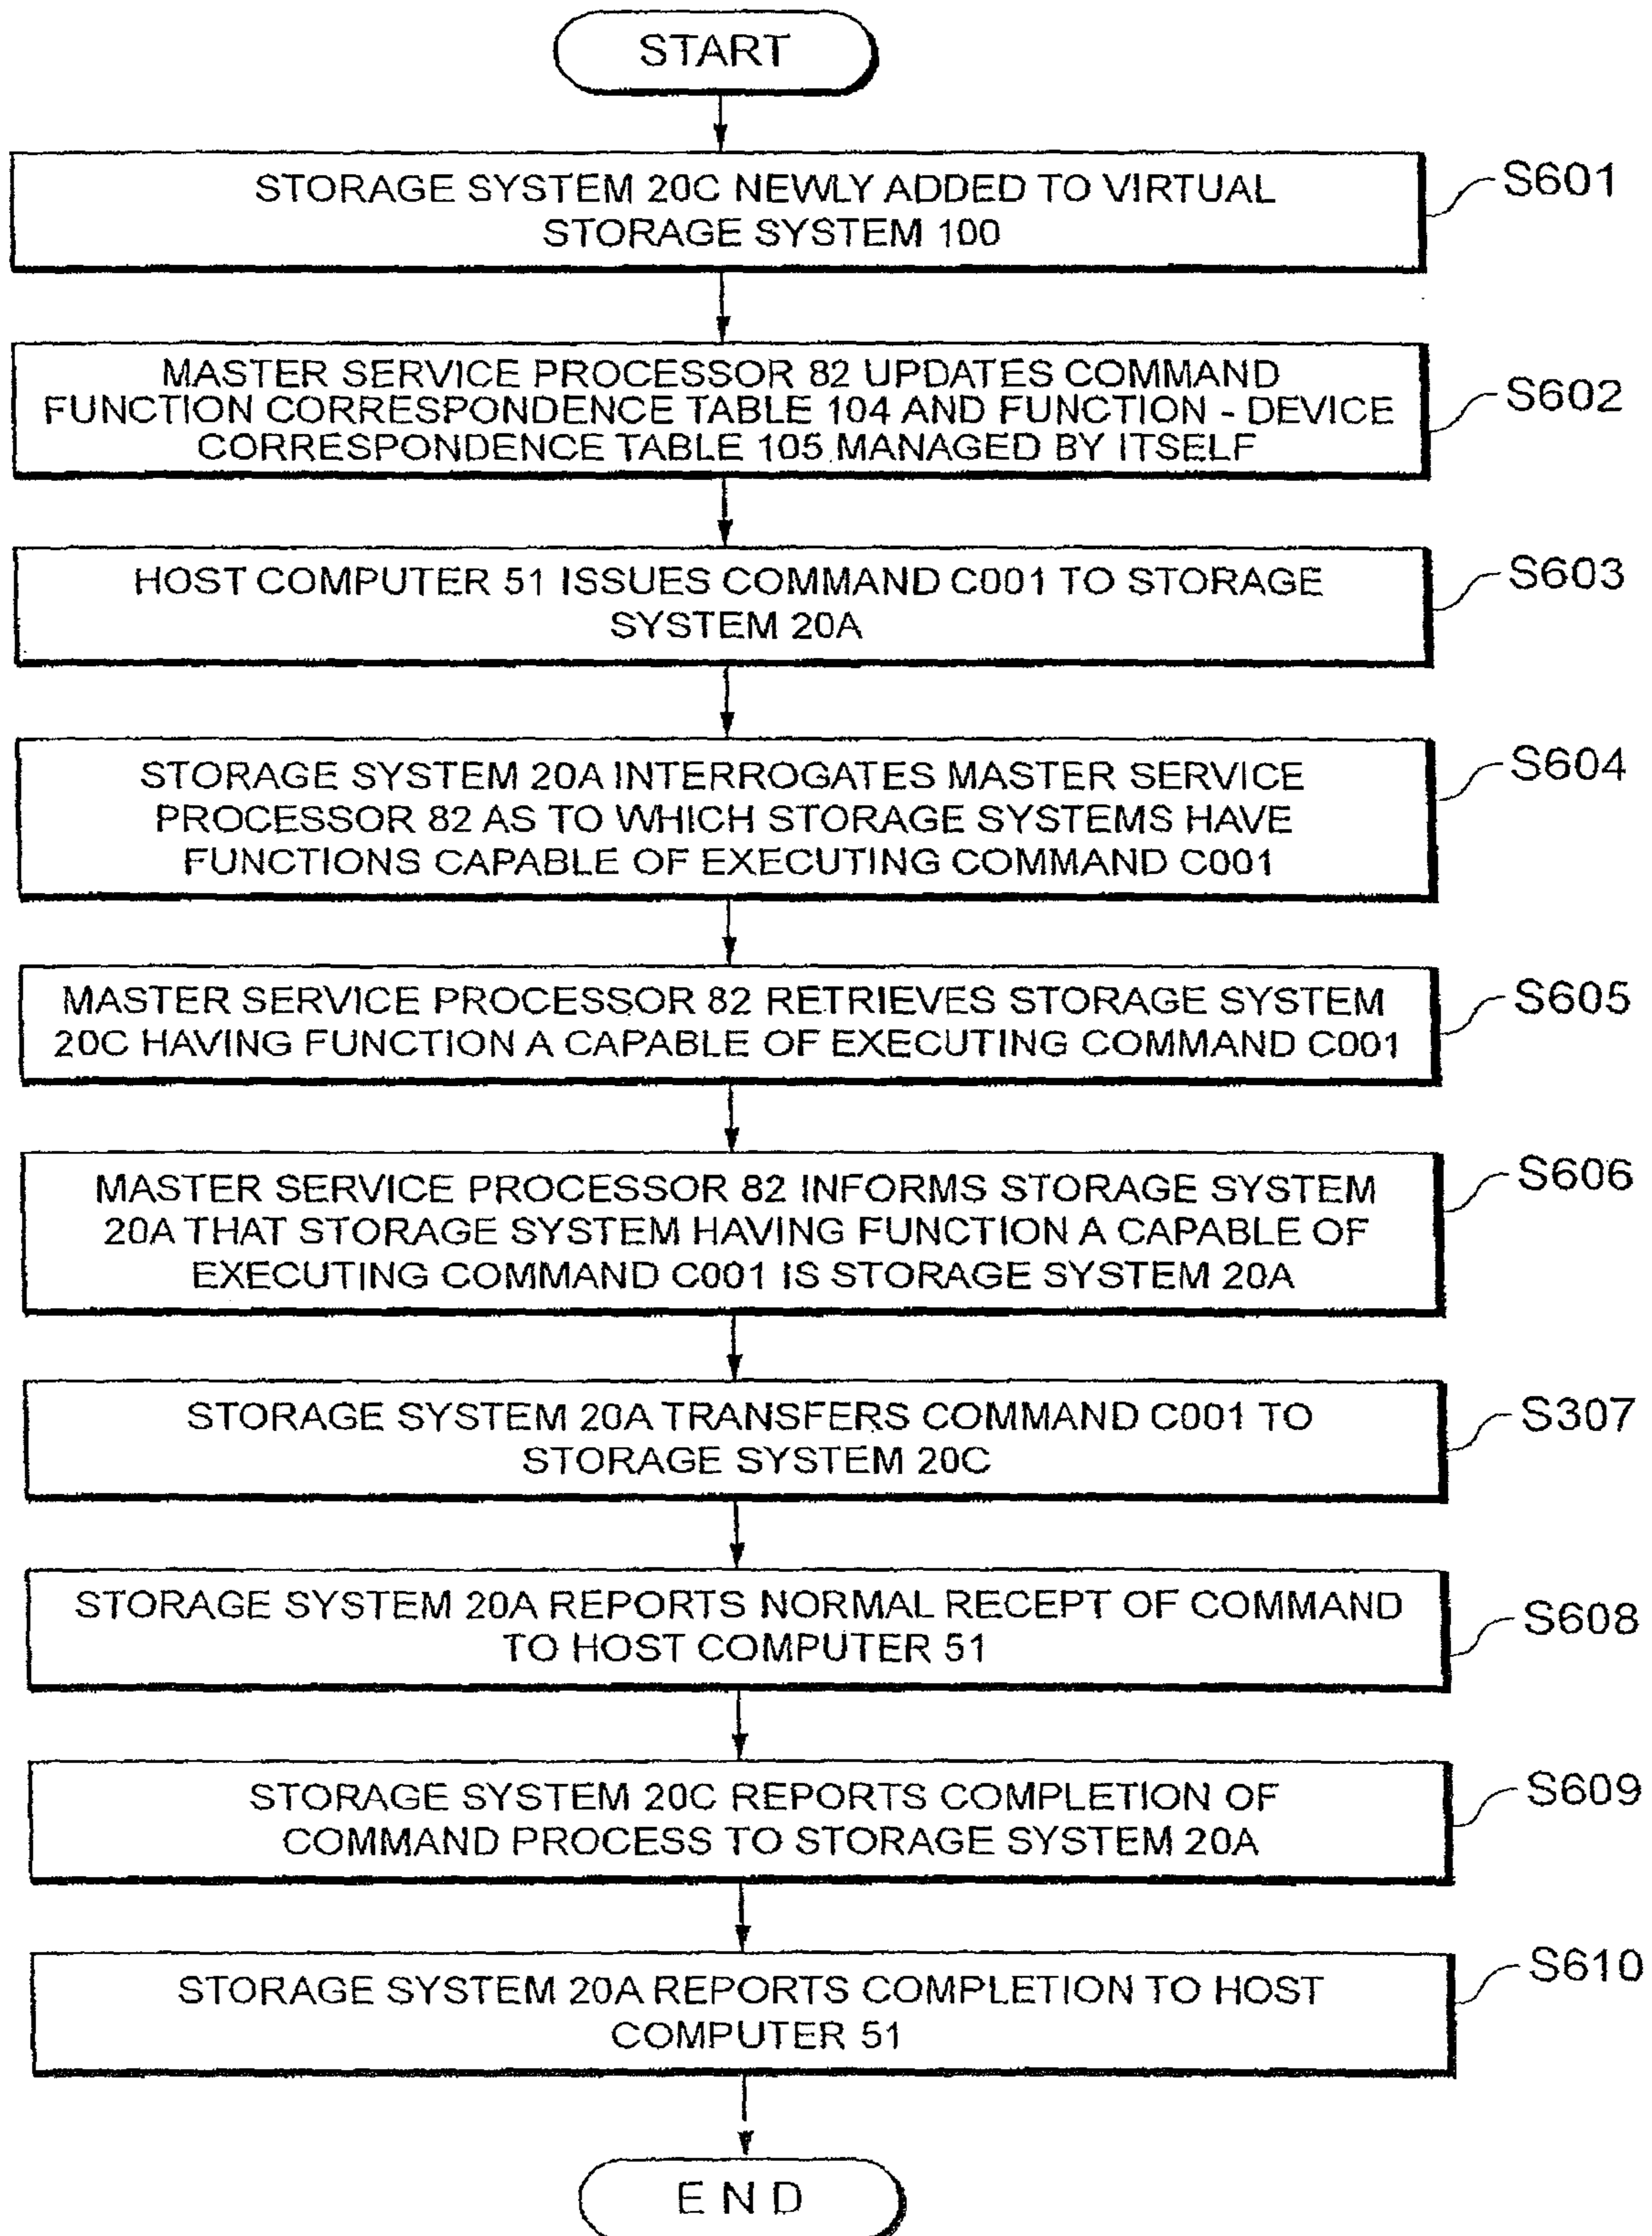 START
STORAGE SYSTEM 20C NEWLY ADDED TO VIRTUAL
STORAGE SYSTEM 100
S601
MASTER SERVICE PROCESSOR 82 UPDATES COMMAND
FUNCTION CORRESPONDENCE TABLE 104 AND FUNCTION - DEVICE
CORRESPONDENCE TABLE 105 MANAGED BY ITSELF
S602
HOST COMPUTER 51 ISSUES COMMAND C001 TO STORAGE
SYSTEM 20A
S603
STORAGE SYSTEM 20A INTERROGATES MASTER SERVICE
PROCESSOR 82 AS TO WHICH STORAGE SYSTEMS HAVE
FUNCTIONS CAPABLE OF EXECUTING COMMAND C001
S604
MASTER SERVICE PROCESSOR 82 RETRIEVES STORAGE SYSTEM
20C HAVING FUNCTION A CAPABLE OF EXECUTING COMMAND C001
S605
MASTER SERVICE PROCESSOR 82 INFORMS STORAGE SYSTEM
20A THAT STORAGE SYSTEM HAVING FUNCTION A CAPABLE OF
EXECUTING COMMAND C001 IS STORAGE SYSTEM 20A
S606
STORAGE SYSTEM 20A TRANSFERS COMMAND C001 TO
STORAGE SYSTEM 20C
S307
STORAGE SYSTEM 20A REPORTS NORMAL RECEPT OF COMMAND
TO HOST COMPUTER 51
S608
STORAGE SYSTEM 20C REPORTS COMPLETION OF
COMMAND PROCESS TO STORAGE SYSTEM 20A
S609
STORAGE SYSTEM 20A REPORTS COMPLETION TO HOST
COMPUTER 51
S610
END